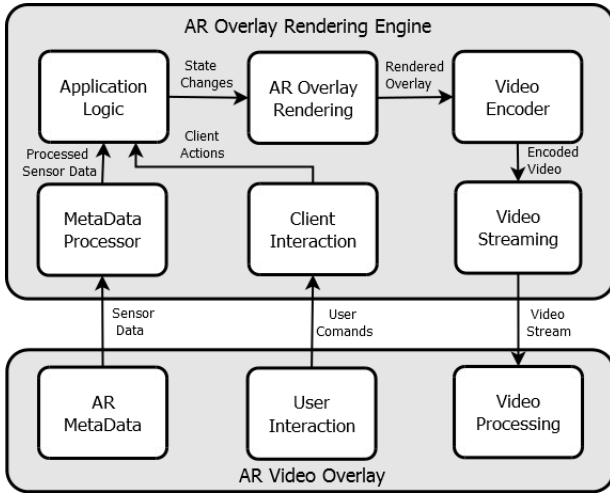 AR Overlay Rendering Engine
Application
Logic
State
Changes
AR Overlay
Rendering
Rendered
Overlay
Video
Encoder
Processed
Sensor Data
Client
Actions
Encoded
Video
MetaData
Processor
Client
Interaction
Video
Streaming
Sensor
Data
User
Comands
Video
Stream
AR
MetaData
User
Interaction
Video
Processing
AR Video Overlay